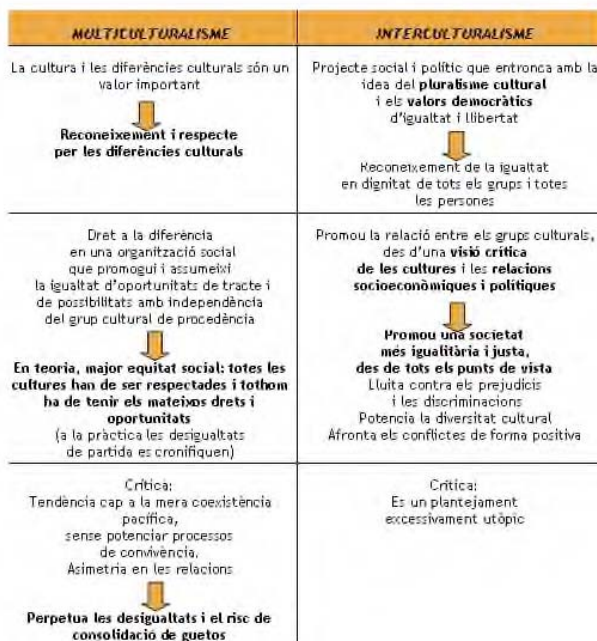 MULTICULTURALISME
INTERCULTURALISME
La cultura i les diferències culturals són un
valor important
Reconeixement i respecte
per les diferències culturals
Projecte social i polític que entronca amb la
idea del pluralisme cultural
i els valors democràtics
d'igualtat i llibertat
Reconeixement de la igualtat
en dignitat de tots els grups i totes
les persones
Dret a la diferència
en una organització social
que promogui i assumeixi
la igualtat d'oportunitats de tracte i
de possibilitats amb independència
del grup cultural de procedència
En teoria, major equitat social: totes les
cultures han de ser respectades i tothom
ha de tenir els mateixos drets i
oportunitats
(a la pràctica les desigualtats
de partida es cronifiquen)
Promou la relació entre els grups culturals,
des d'una visió crítica
de les cultures i les relacions
socioeconòmiques i polítiques
Promou una societat
més igualitària i justa,
des de tots els punts de vista
Lluita contra els prejudicis
i les discriminacions
Potencia la diversitat cultural
Afronta els conflictes de forma positiva
Crítica:
Tendència cap a la mera coexistència
pacífica,
sense potenciar processos
de convivència.
Asimetria en les relacions
Perpetua les desigualtats i el risc de
consolidació de guetos
Crítica:
Es un plantejament
excessivament utòpic